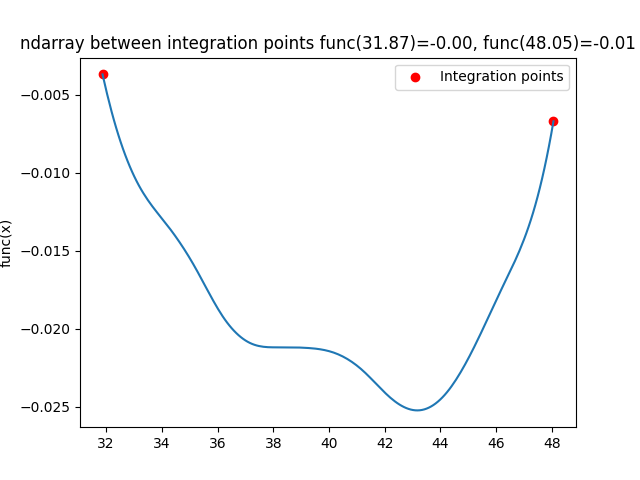 ndarray between integration points func(31.87)=-0.00, func(48.05)=-0.01
Integration points
func(x)
−0.005
−0.010
−0.015
−0.020
−0.025
32 34 36 38 40 42 44 46 48